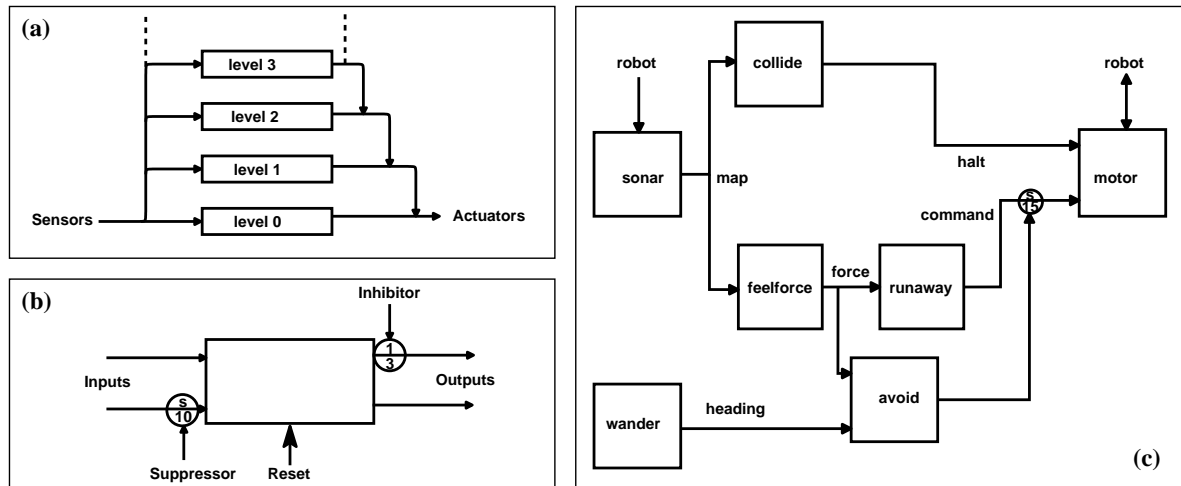 (a)
level 3
level 2
level 1
level 0
Sensors
Actuators
(b)
Inhibitor
1
3
Inputs
Outputs
s
10
Suppressor
Reset
robot
collide
robot
sonar
map
halt
motor
command
s
15
feelforce
force
runaway
wander
heading
avoid
(c)